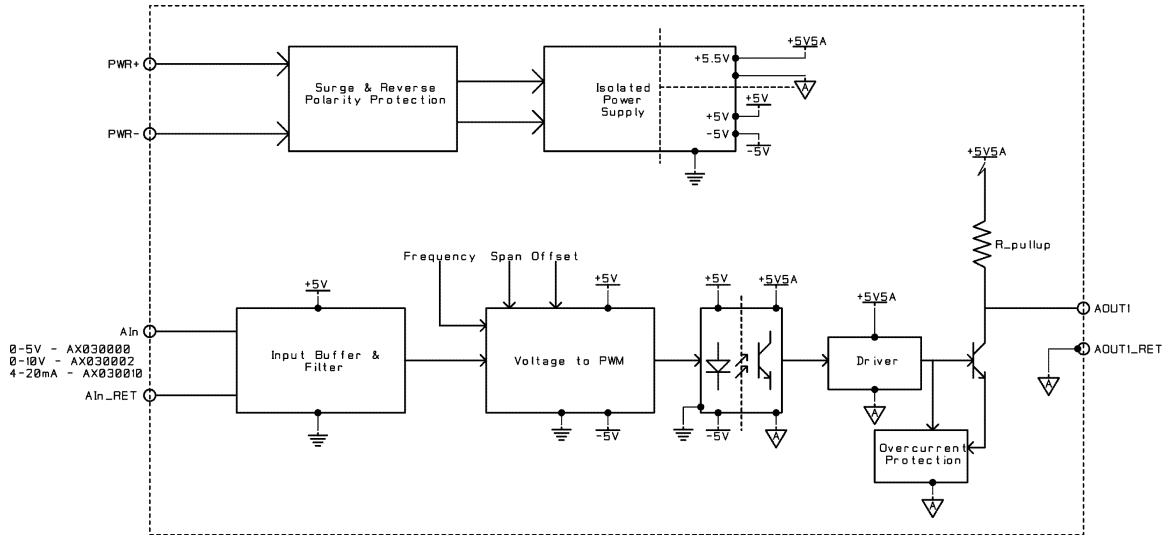 +5V5A
PWR+
+5.5V
Surge & Reverse
Polarity Protection
Isolated
Power
Supply
A
+5V
+5V
PWR-
-5V
-5V
+5V5A
R_pullup
Frequency Span Offset
+5V
+5V
+5V
+5V5A
+5V5A
AOUT1
AIn
0-5V - AX030000
0-10V - AX030002
4-20mA - AX030010
AIn_RET
Input Buffer &
Filter
Voltage to PWM
Driver
AOUT1_RET
A
A
-5V
-5V
A
Overcurrent
Protection
A